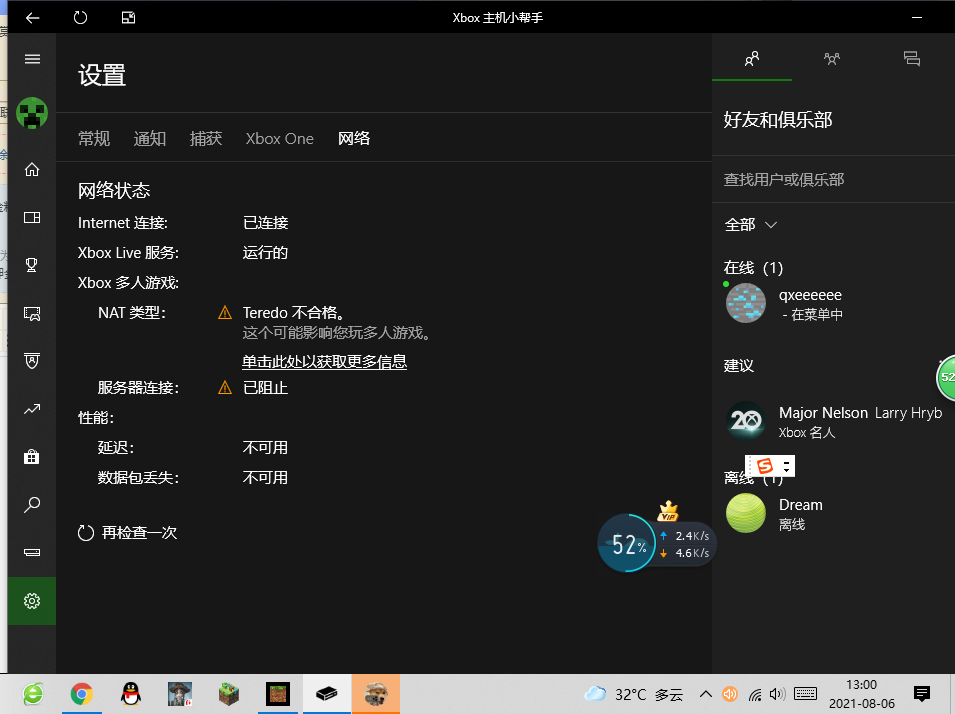 Xbox 主机小帮手
设置
常规 通知 捕获 Xbox One 网络
网络状态
Internet 连接: 已连接
Xbox Live 服务: 运行的
Xbox 多人游戏:
NAT 类型: Teredo 不合格。
这个可能影响您玩多人游戏。
单击此处以获取更多信息
服务器连接: 已阻止
性能:
延迟: 不可用
数据包丢失: 不可用
再检查一次
好友和俱乐部
查找用户或俱乐部
全部
在线 (1)
qxeeeeee
- 在菜单中
建议
52
20
Major Nelson Larry Hryb
Xbox 名人
S
离线 (1)
Dream
离线
VIP
52% 2.4K/s
4.6K/s
32°C 多云
13:00
2021-08-06